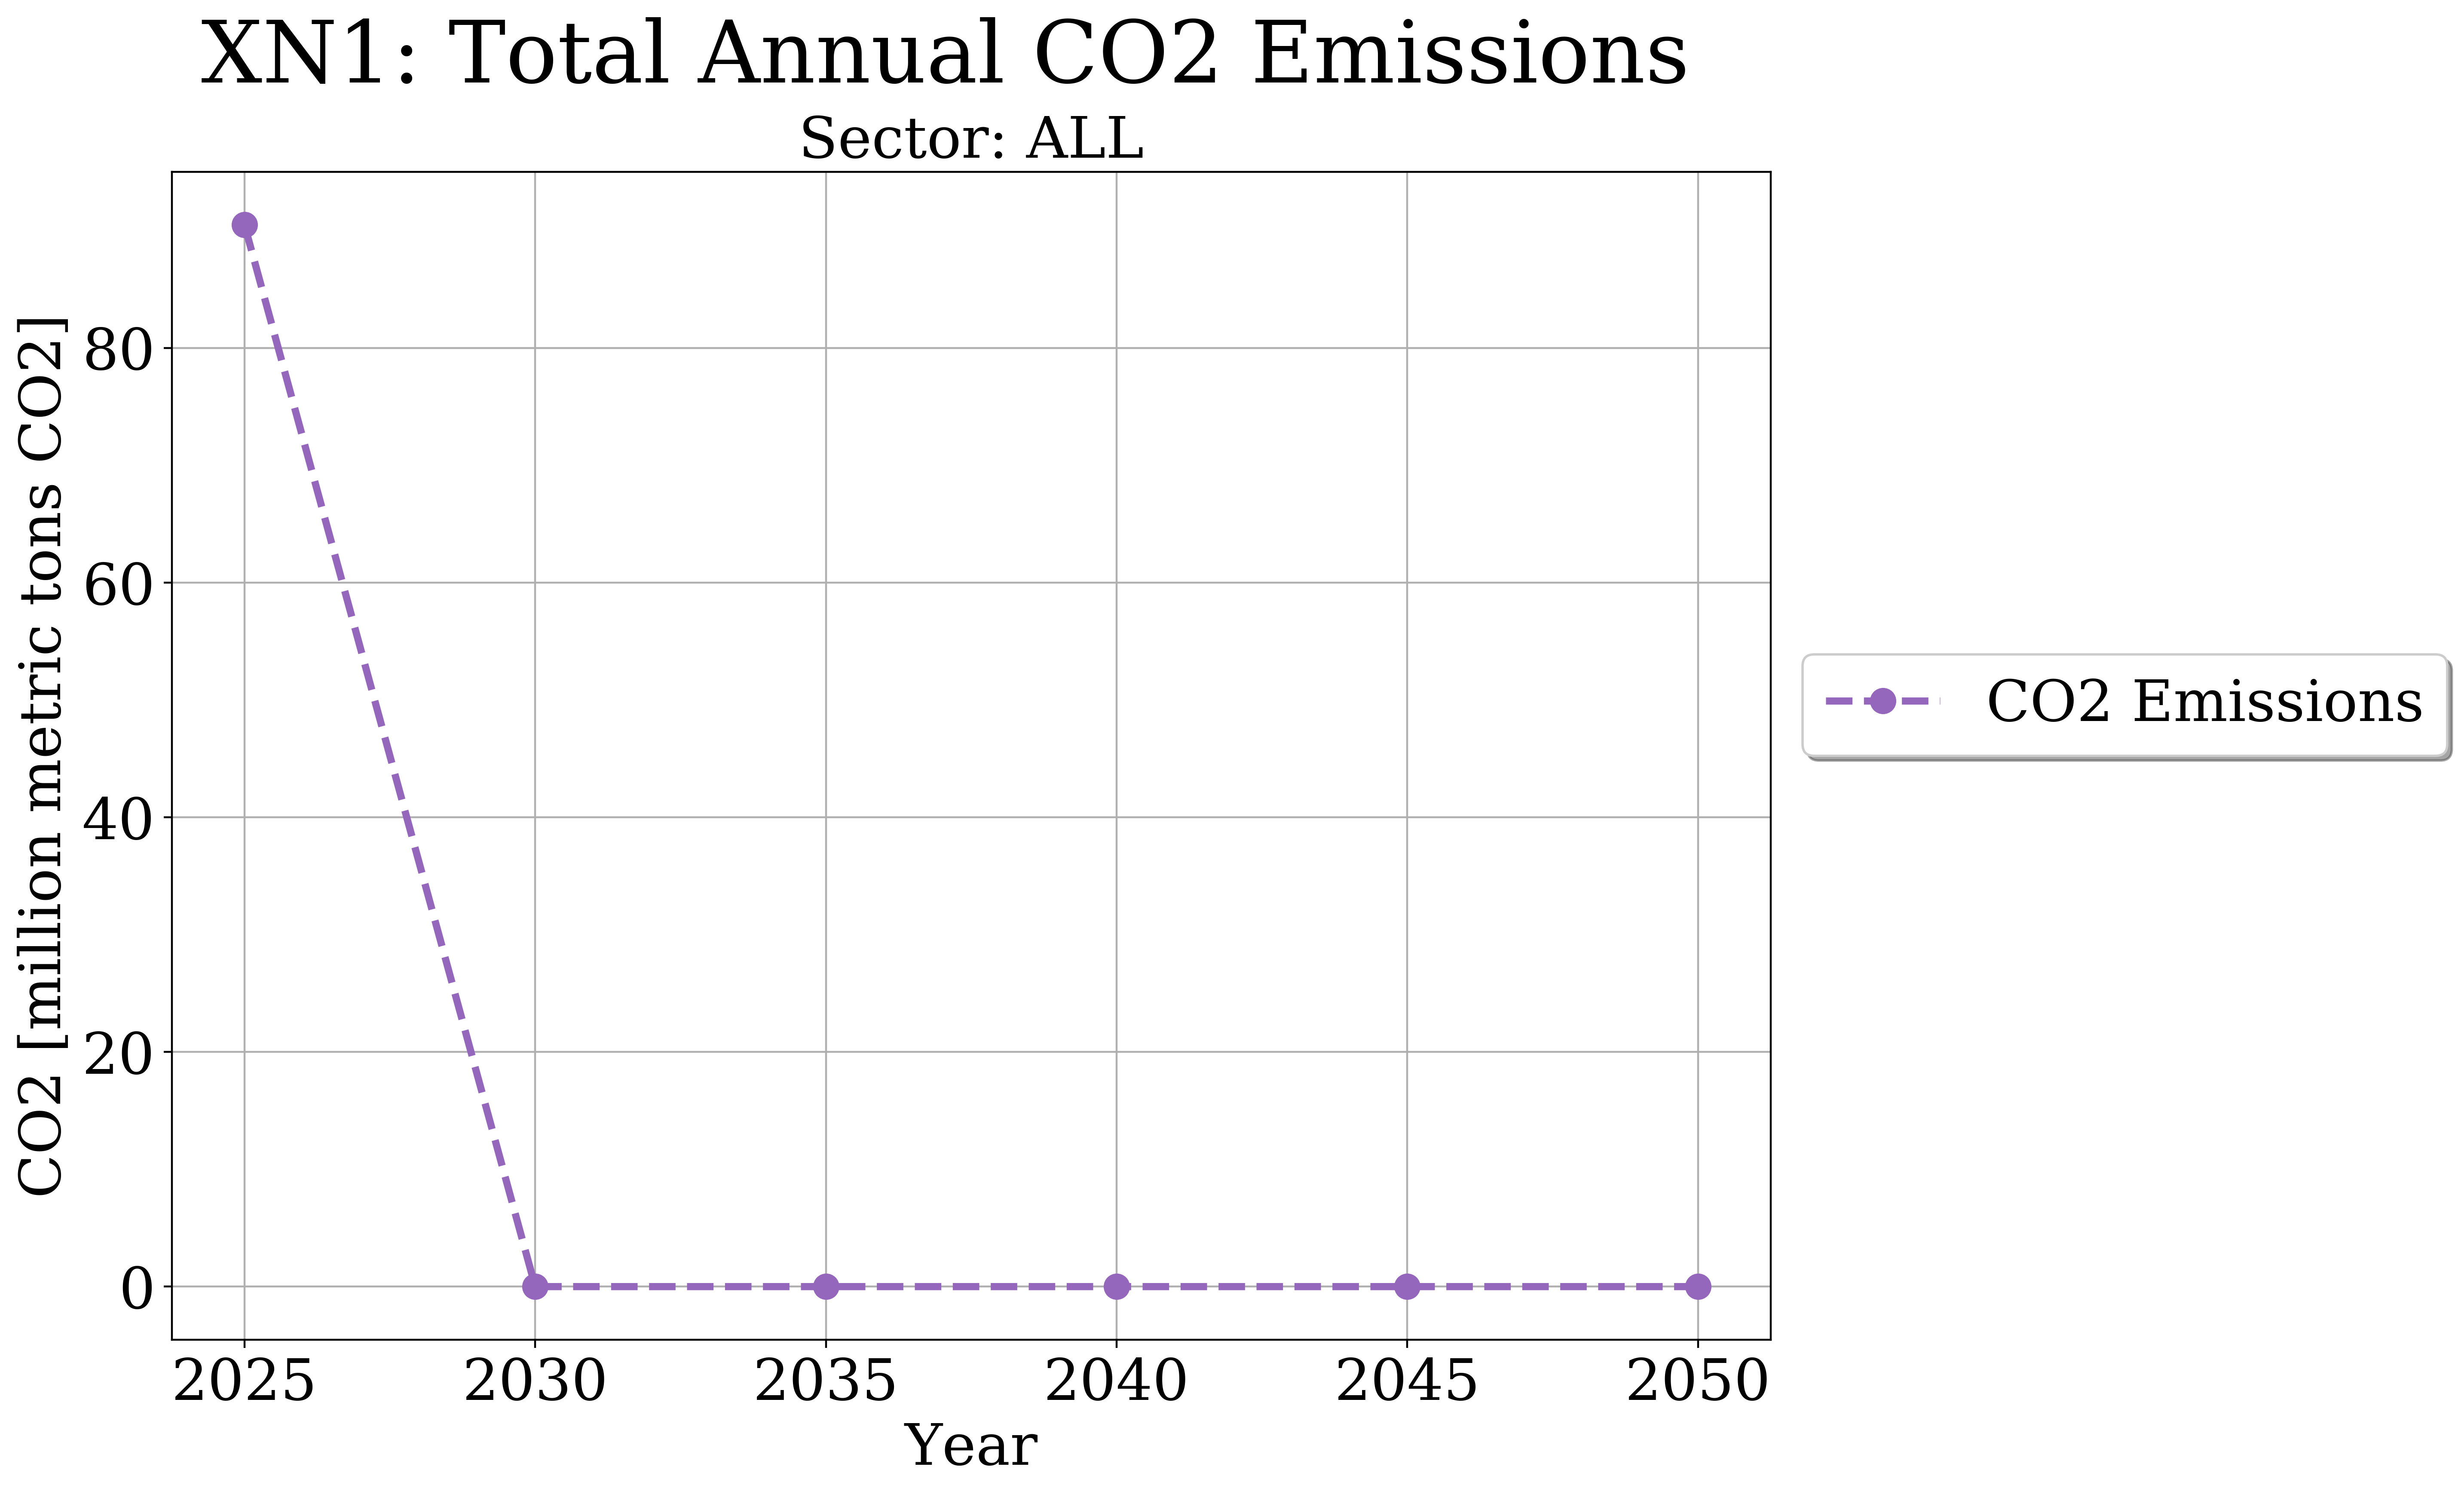 XN1: Total Annual CO2 Emissions
Sector: ALL
CO2 [million metric tons CO2]
80
60
40
20
0
2025 2030 2035 2040 2045 2050
Year
CO2 Emissions